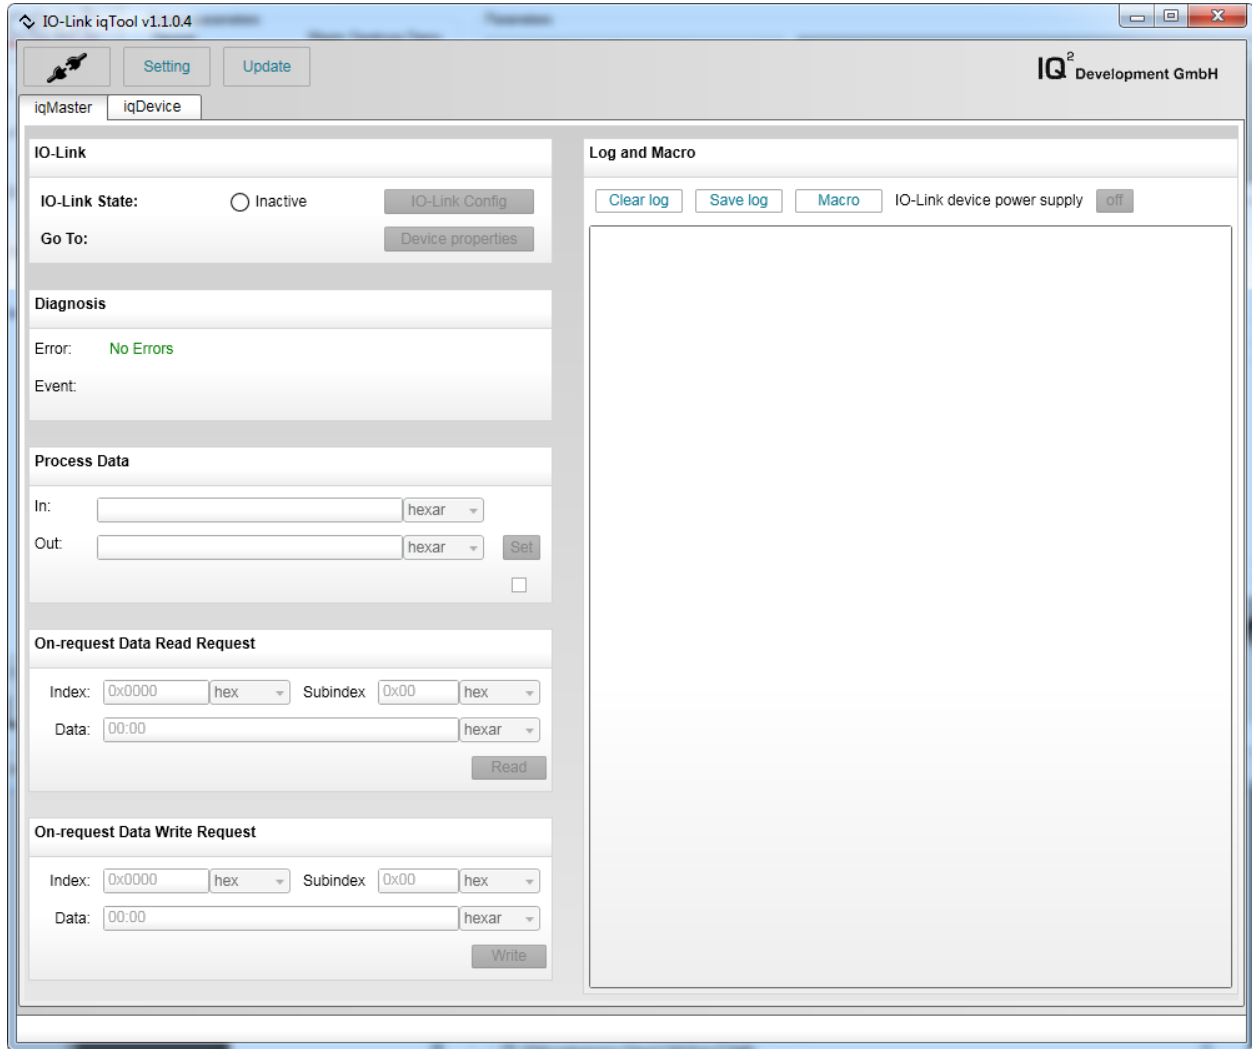 IO-Link iqTool v1.1.0.4
Setting Update
IQ2 Development GmbH
iqMaster iqDevice
IO-Link
IO-Link State: Inactive IO-Link Config
Go To: Device properties
Diagnosis
Error: No Errors
Event:
Process Data
In: hexar
Out: hexar Set
On-request Data Read Request
Index: 0x0000 hex Subindex 0x00 hex
Data: 00:00 hexar
Read
On-request Data Write Request
Index: 0x0000 hex Subindex 0x00 hex
Data: 00:00 hexar
Write
Log and Macro
Clear log Save log Macro IO-Link device power supply off